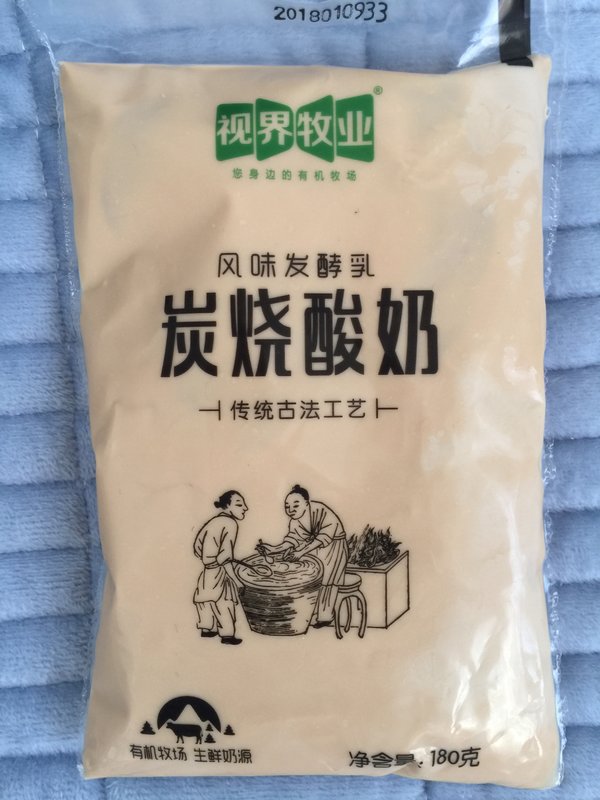 2018010933
视界牧业®
您身边的有机牧场
风味发酵乳
炭烧酸奶
传统古法工艺
有机牧场 生鲜奶源
净含量:180克